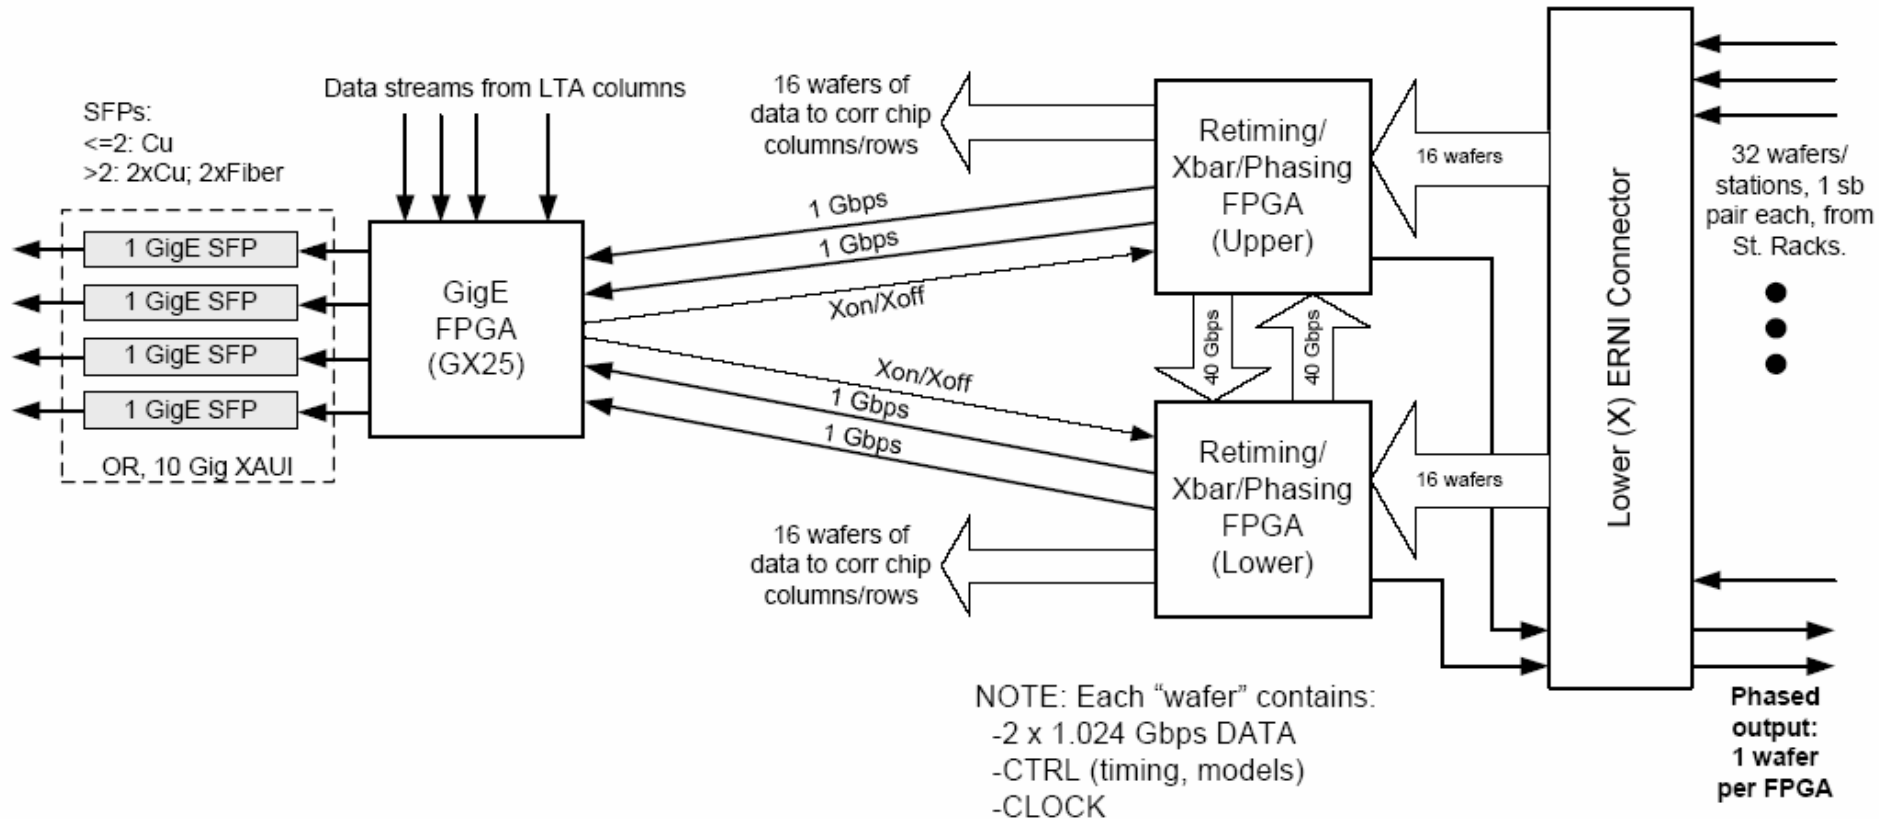 SFPs:
<=2: Cu
>2: 2xCu; 2xFiber
1 GigE SFP
1 GigE SFP
1 GigE SFP
1 GigE SFP
OR, 10 Gig XAUI
Data streams from LTA columns
GigE
FPGA
(GX25)
16 wafers of
data to corr chip
columns/rows
1 Gbps
1 Gbps
Xon/Xoff
Xon/Xoff
1 Gbps
1 Gbps
16 wafers of
data to corr chip
columns/rows
Retiming/
Xbar/Phasing
FPGA
(Upper)
40 Gbps
40 Gbps
Retiming/
Xbar/Phasing
FPGA
(Lower)
16 wafers
16 wafers
Lower (X) ERNI Connector
32 wafers/
stations, 1 sb
pair each, from
St. Racks.
Phased
output:
1 wafer
per FPGA
NOTE: Each “wafer” contains:
-2 x 1.024 Gbps DATA
-CTRL (timing, models)
-CLOCK